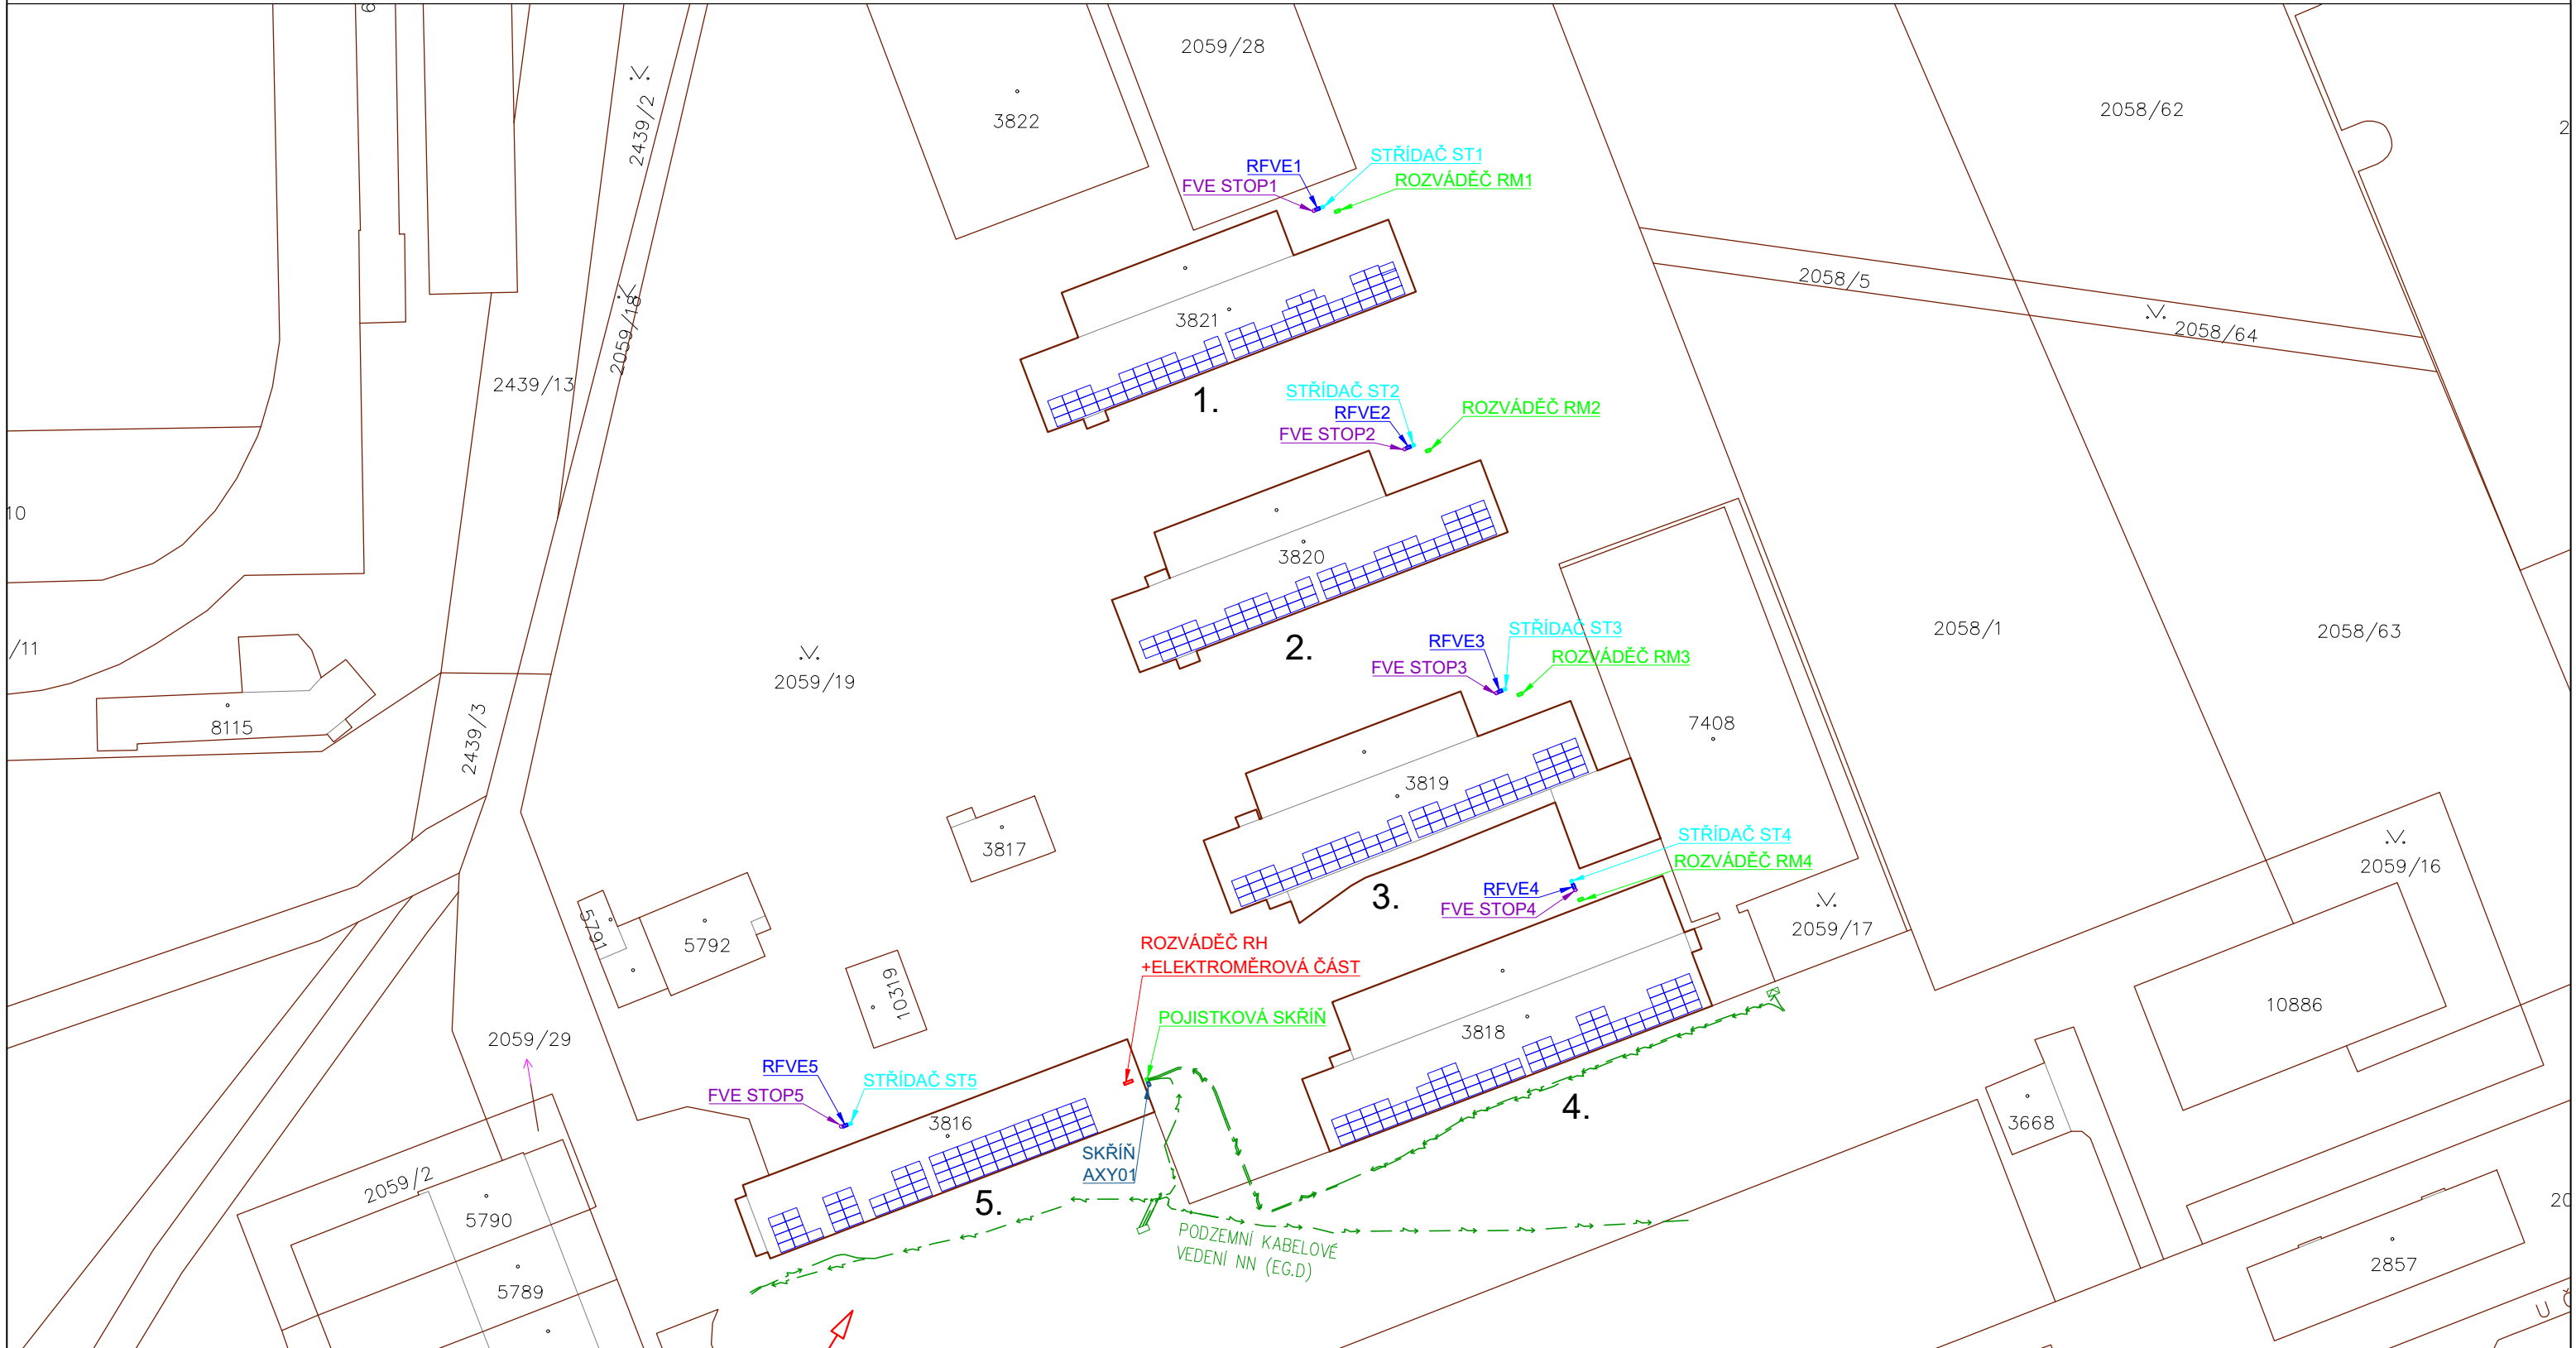 2059/28
3822
2439/2
2058/62
STŘÍDAČ ST1
RFVE1
ROZVÁDĚČ RM1
FVE STOP1
2058/5
2058/64
3821
2059/18
2439/13
1.
STŘÍDAČ ST2
RFVE2
ROZVÁDĚČ RM2
FVE STOP2
10
3820
2.
/11
STŘÍDAČ ST3
RFVE3
ROZVÁDĚČ RM3
FVE STOP3
2058/1
2058/63
2059/19
8115
2439/3
7408
3819
3817
STŘÍDAČ ST4
ROZVÁDĚČ RM4
RFVE4
FVE STOP4
3.
2059/16
5791
5792
2059/17
ROZVÁDĚČ RH
+ELEKTROMĚROVÁ ČÁST
10319
POJISTKOVÁ SKŘÍŇ
10886
3818
2059/29
RFVE5
STŘÍDAČ ST5
FVE STOP5
3816
4.
3668
SKŘÍŇ
AXY01
2059/2
5.
5790
PODZEMNÍ KABELOVÉ
VEDENÍ NN (EG.D)
20
2857
5789
U Č